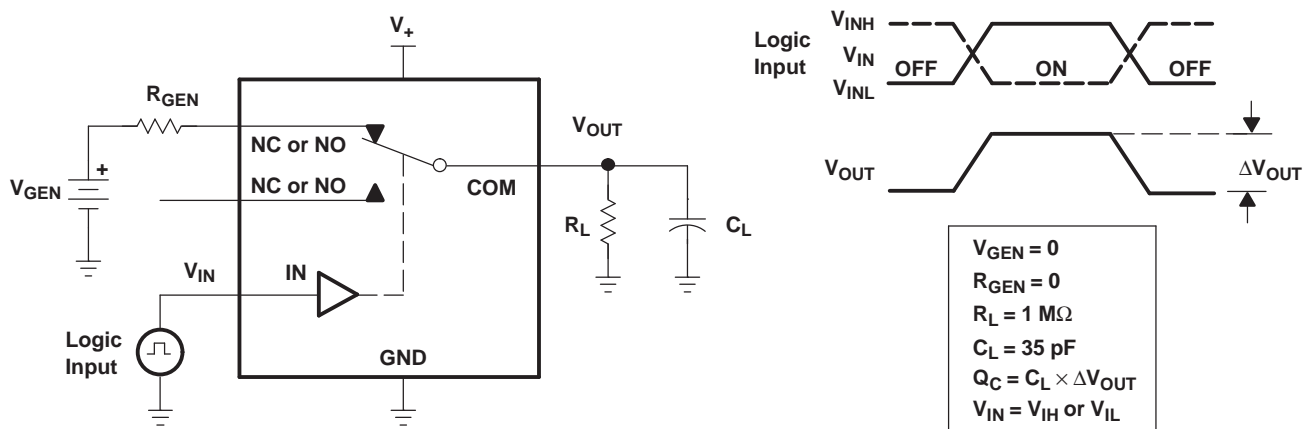 V+
RGEN
VGEN
+
NC or NO
NC or NO
COM
VOUT
RL
CL
VIN
IN
Logic
Input
GND
Logic
Input
VINH
VIN
VINL
OFF
ON
OFF
VOUT
ΔVOUT
VGEN = 0
RGEN = 0
RL = 1 MΩ
CL = 35 pF
QC = CL × ΔVOUT
VIN = VIH or VIL